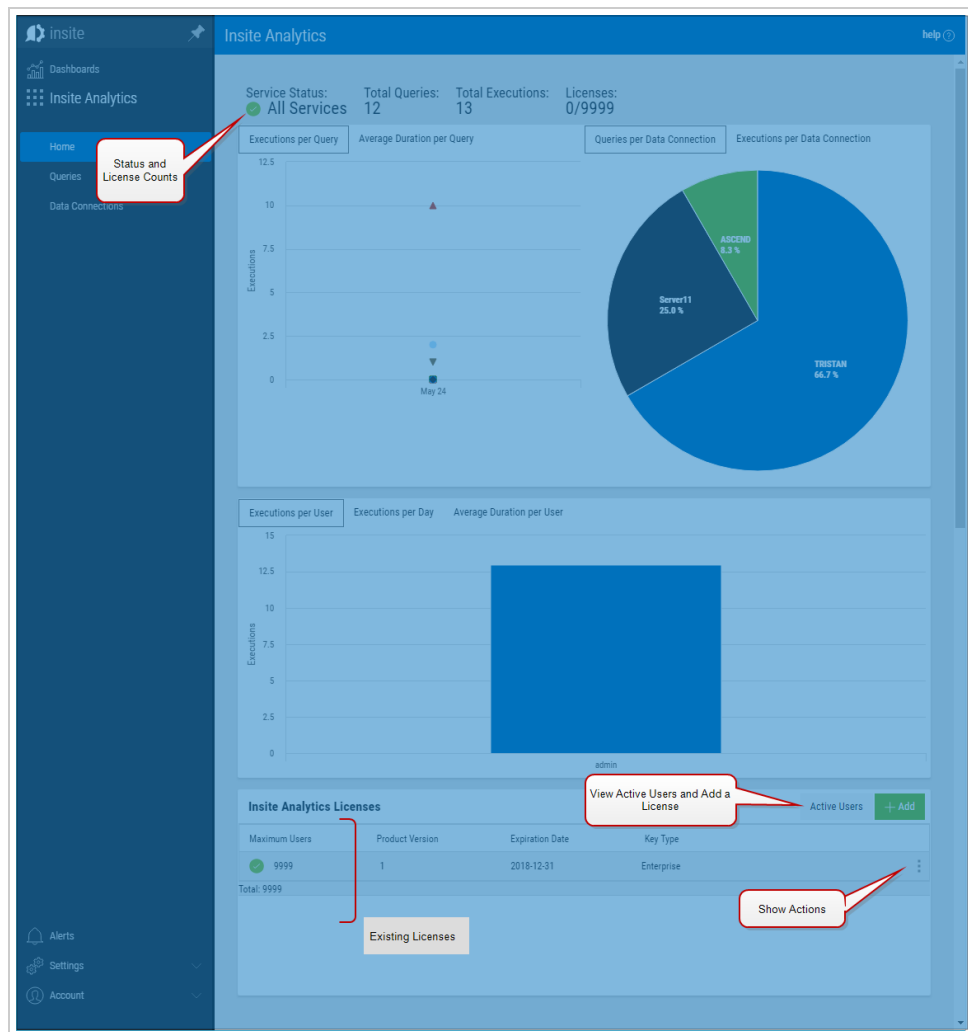 insite
Insite Analytics
help ?
Dashboards
Insite Analytics
Home
Queries
Data Connections
Status and
License Counts
Service Status:
All Services
Total Queries:
12
Total Executions:
13
Licenses:
0/9999
Executions per Query
Average Duration per Query
12.5
10
7.5
5
2.5
0
Executions
May 24
Queries per Data Connection
Executions per Data Connection
ASCEND
8.3 %
Server11
25.0 %
TRISTAN
66.7 %
Executions per User
Executions per Day
Average Duration per User
15
12.5
10
7.5
5
2.5
0
Executions
admin
View Active Users and Add a
License
Insite Analytics Licenses
Active Users
+ Add
Maximum Users
Product Version
Expiration Date
Key Type
9999
1
2018-12-31
Enterprise
Total: 9999
Show Actions
Existing Licenses
Alerts
Settings
Account